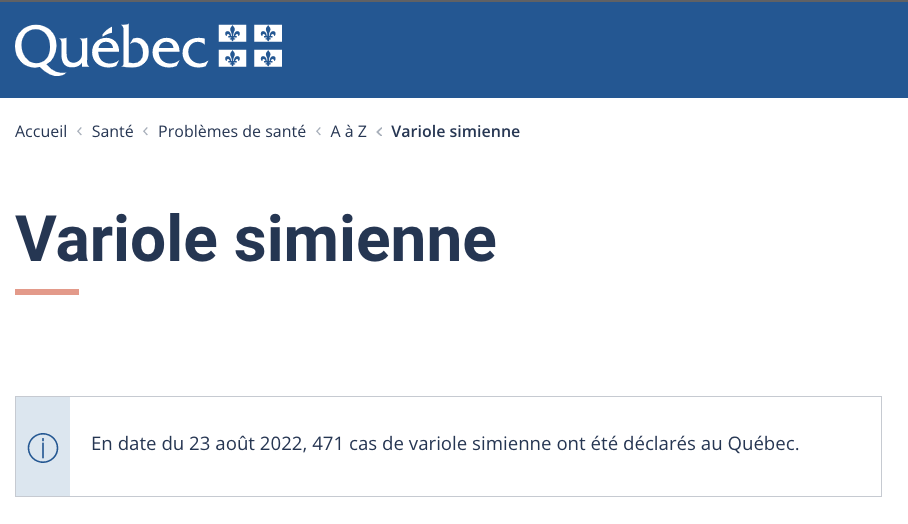 Québec
Accueil < Santé < Problèmes de santé < A à Z < Variole simienne
Variole simienne
En date du 23 août 2022, 471 cas de variole simienne ont été déclarés au Québec.